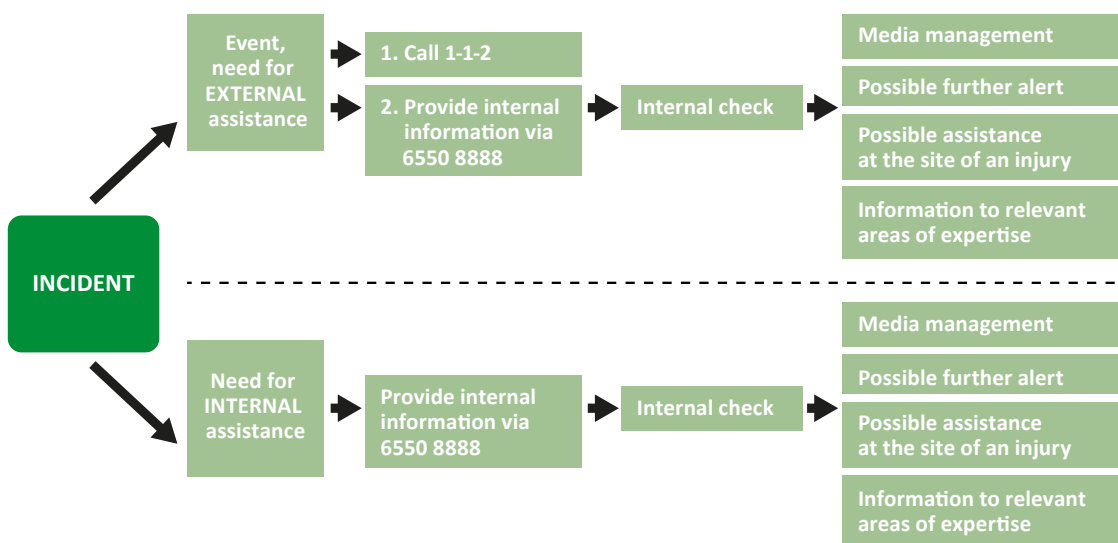 INCIDENT
Event,
need for
EXTERNAL
assistance
1. Call 1-1-2
2. Provide internal
information via
6550 8888
Internal check
Media management
Possible further alert
Possible assistance
at the site of an injury
Information to relevant
areas of expertise
Need for
INTERNAL
assistance
Provide internal
information via
6550 8888
Internal check
Media management
Possible further alert
Possible assistance
at the site of an injury
Information to relevant
areas of expertise